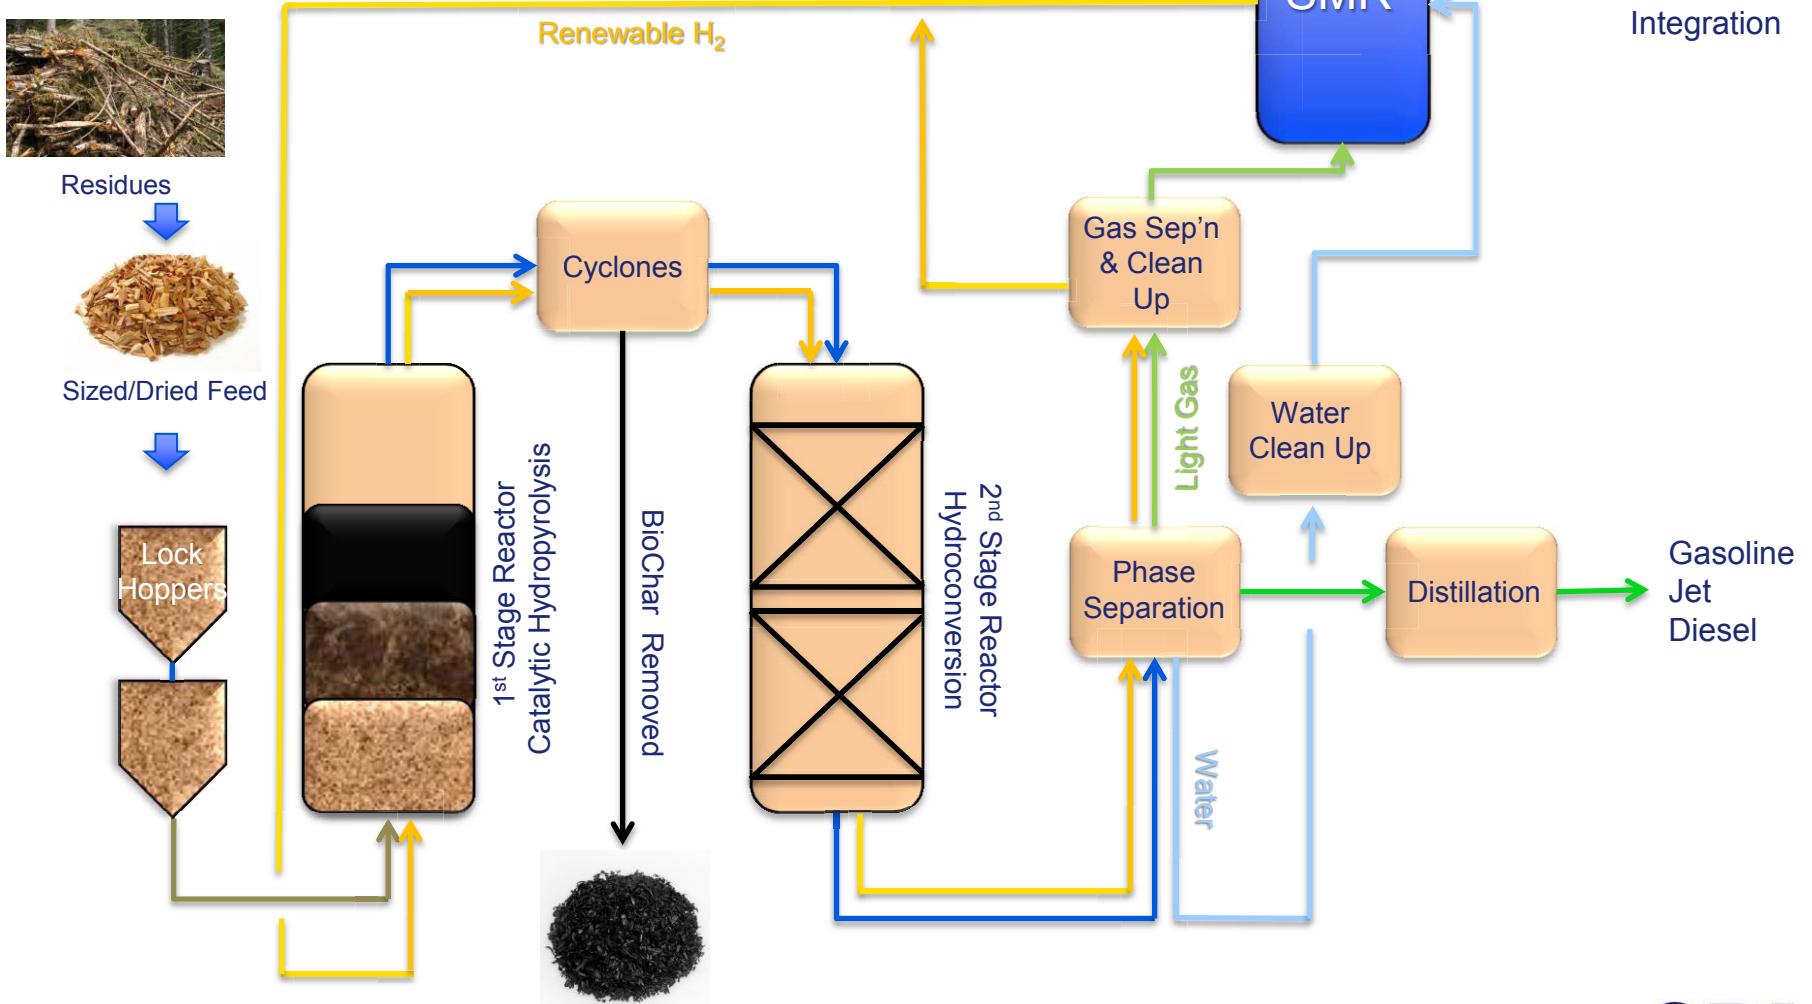 SMR
Integration
Renewable H₂
Residues
Sized/Dried Feed
Lock
Hoppers
1st Stage Reactor
Catalytic Hydropyrolysis
Cyclones
BioChar Removed
2nd Stage Reactor
Hydroconversion
Gas Sep'n
& Clean
Up
Light Gas
Water
Clean Up
Phase
Separation
Water
Distillation
Gasoline
Jet
Diesel